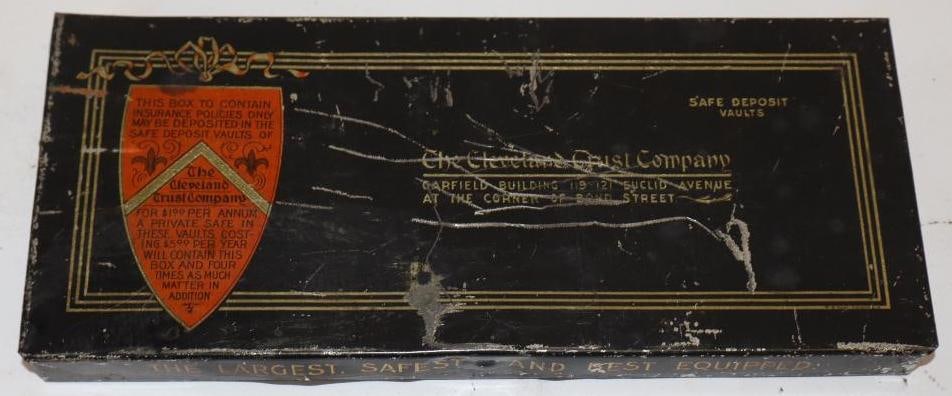 THIS BOX TO CONTAIN
INSURANCE POLICIES ONLY
MAY BE DEPOSITED IN THE
SAFE DEPOSIT VAULTS OF
The
Cleveland
Trust Company
FOR $1.00 PER ANNUM
A PRIVATE SAFE IN
THESE VAULTS COST-
ING $5.00 PER YEAR
WILL CONTAIN THIS
BOX AND FOUR
TIMES AS MUCH
MATTER IN
ADDITION
SAFE DEPOSIT
VAULTS
The Cleveland Trust Company
GARFIELD BUILDING 119-121 EUCLID AVENUE
AT THE CORNER OF BOND STREET
THE LARGEST, SAFEST AND BEST EQUIPPED